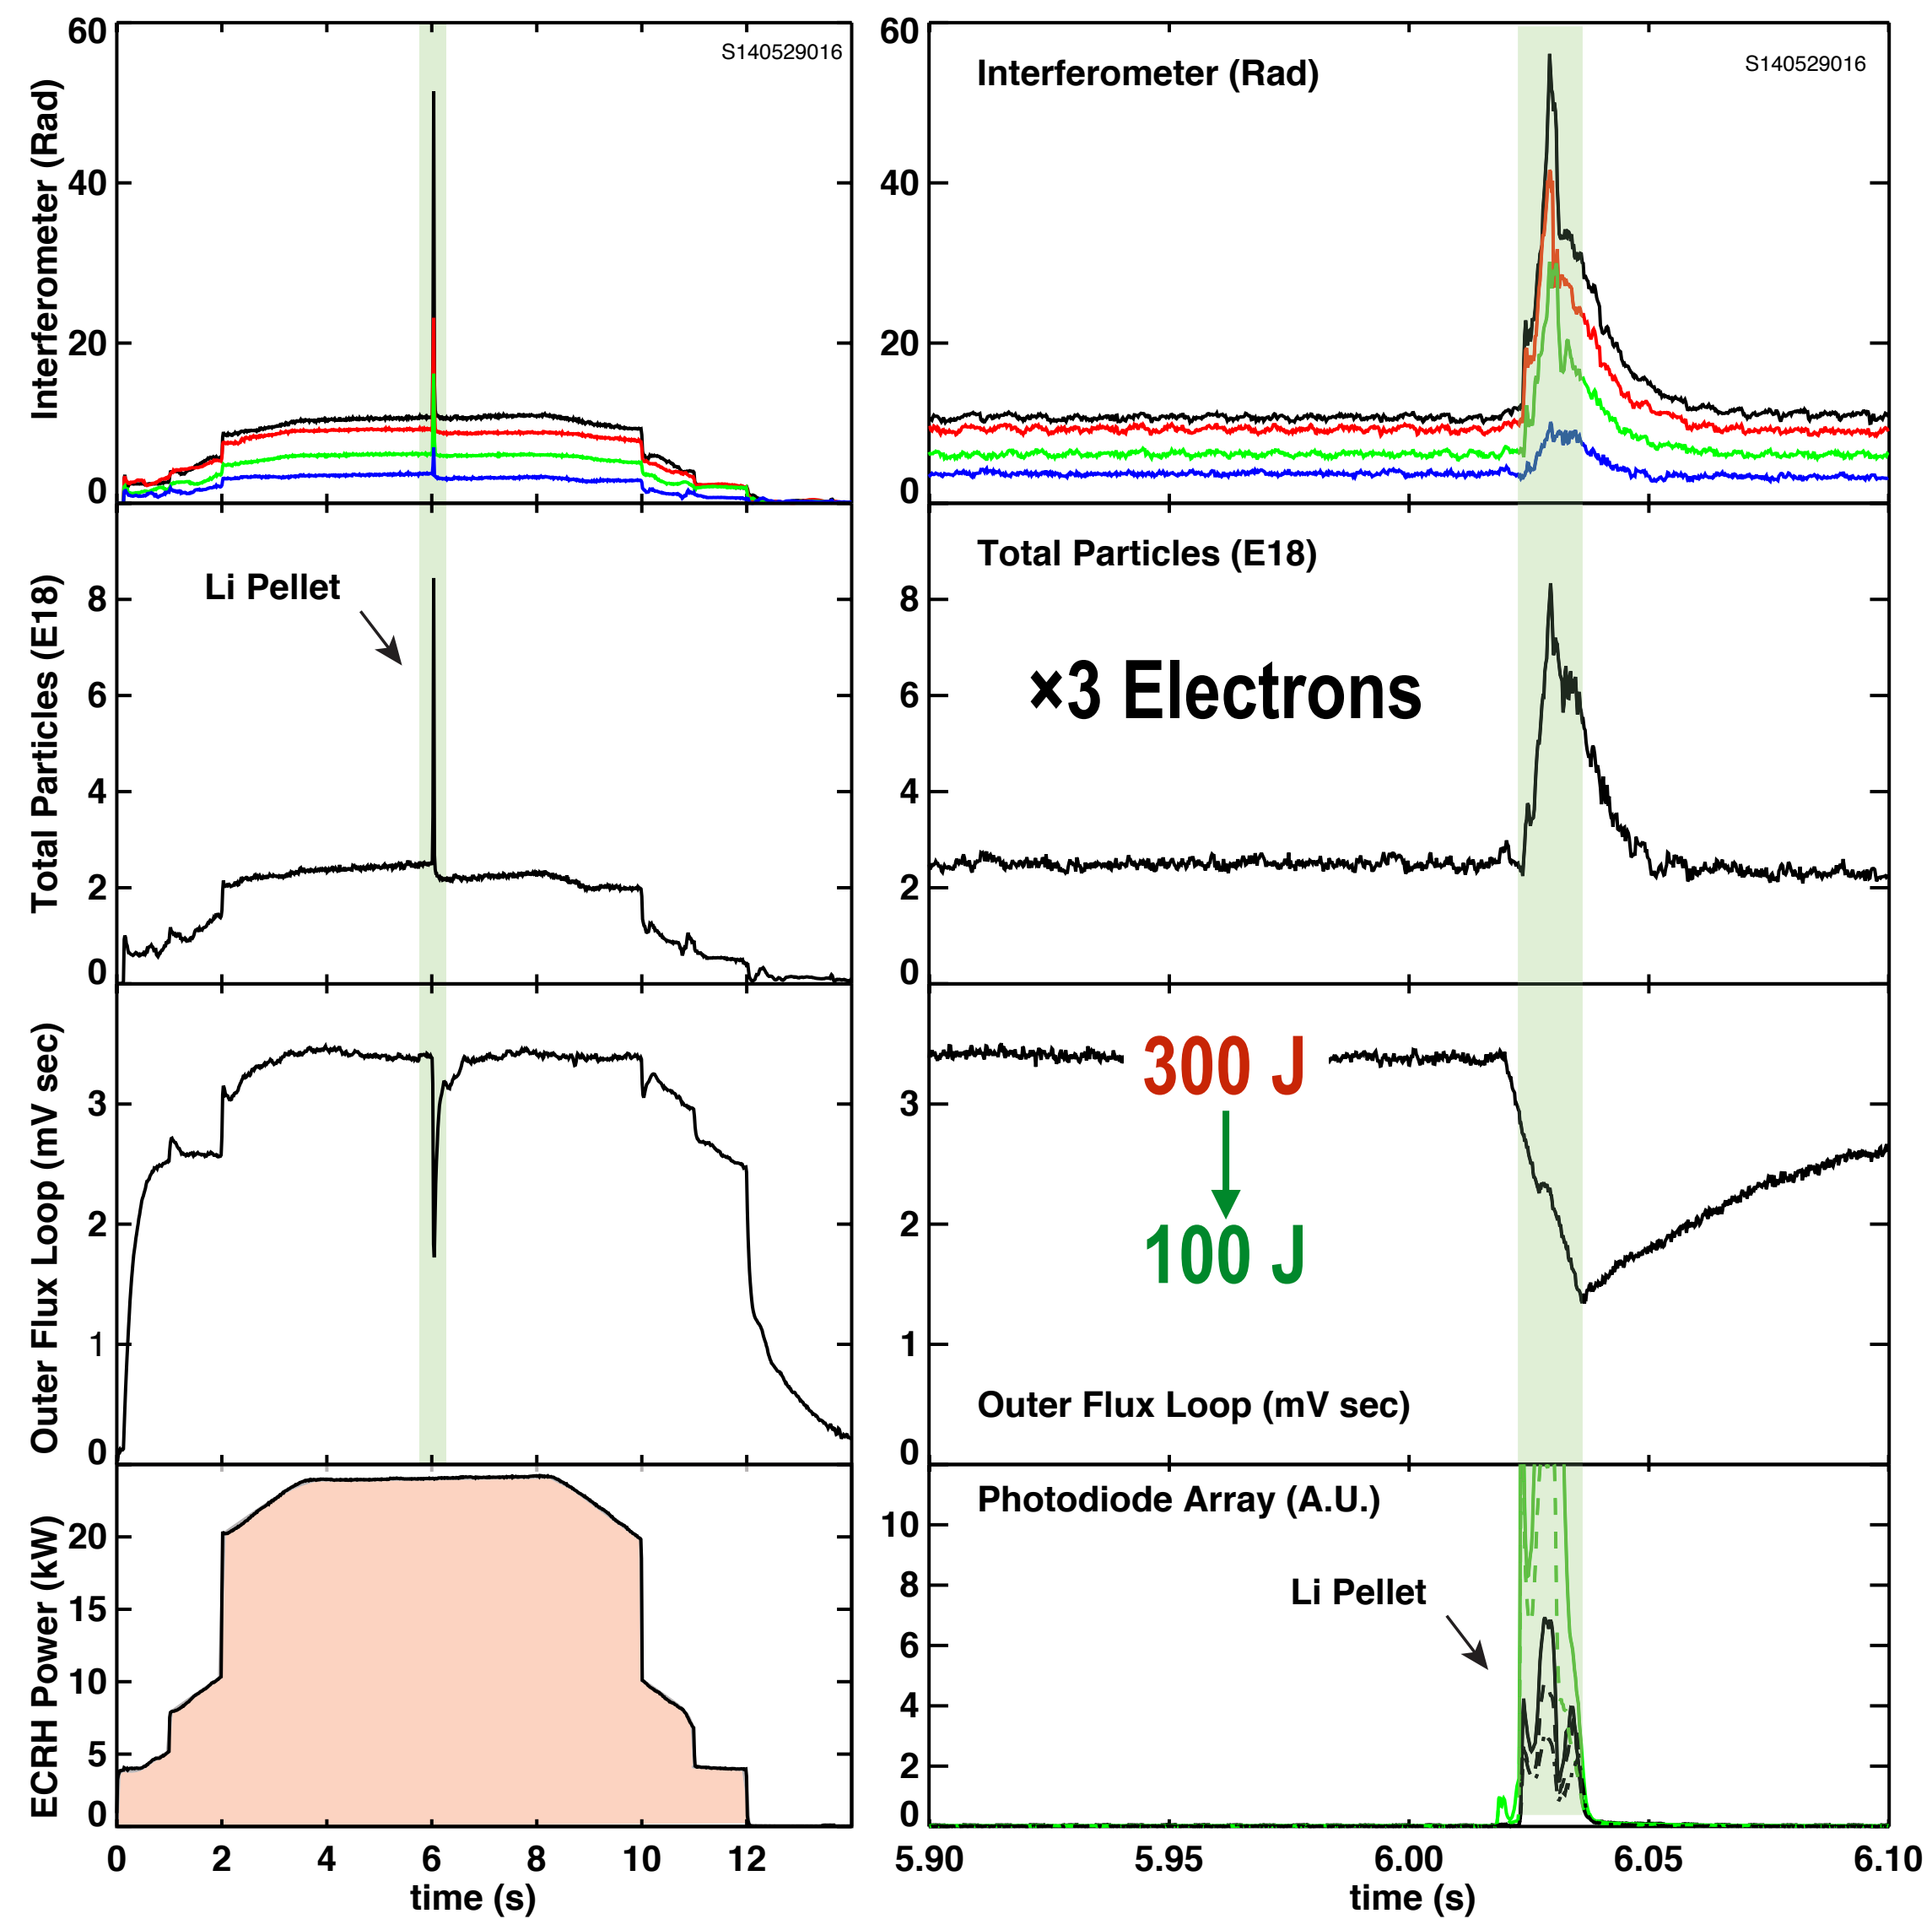 Interferometer (Rad)
60
40
20
0
S140529016
60
40
20
0
Interferometer (Rad)
S140529016
Total Particles (E18)
8
6
4
2
0
Li Pellet
8
6
4
2
0
Total Particles (E18)
×3 Electrons
Outer Flux Loop (mV sec)
3
2
1
0
3
2
1
0
300 J
100 J
Outer Flux Loop (mV sec)
ECRH Power (kW)
20
15
10
5
0
0 2 4 6 8 10 12
time (s)
10
8
6
4
2
0
Photodiode Array (A.U.)
Li Pellet
5.90 5.95 6.00 6.05 6.10
time (s)